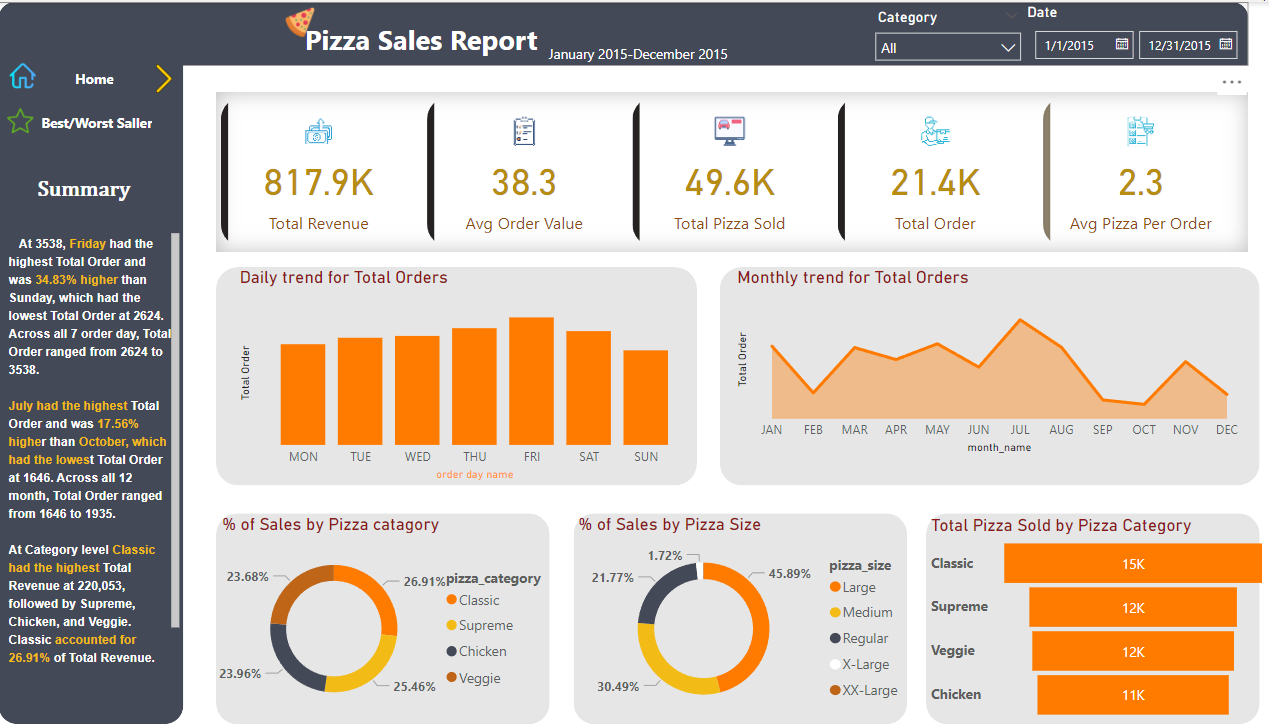 Pizza Sales Report
January 2015-December 2015
Category
All
Date
1/1/2015
12/31/2015
Home
Best/Worst Saller
Summary
At 3538, Friday had the
highest Total Order and
was 34.83% higher than
Sunday, which had the
lowest Total Order at 2624.
Across all 7 order day, Total
Order ranged from 2624 to
3538.
July had the highest Total
Order and was 17.56%
higher than October, which
had the lowest Total Order
at 1646. Across all 12
month, Total Order ranged
from 1646 to 1935.
At Category level Classic
had the highest Total
Revenue at 220,053,
followed by Supreme,
Chicken, and Veggie.
Classic accounted for
26.91% of Total Revenue.
817.9K
Total Revenue
38.3
Avg Order Value
49.6K
Total Pizza Sold
21.4K
Total Order
2.3
Avg Pizza Per Order
Daily trend for Total Orders
Total Order
MON TUE WED THU FRI SAT SUN
order day name
Monthly trend for Total Orders
Total Order
JAN FEB MAR APR MAY JUN JUL AUG SEP OCT NOV DEC
month_name
% of Sales by Pizza catagory
23.68%
26.91%
23.96%
25.46%
pizza_category
Classic
Supreme
Chicken
Veggie
% of Sales by Pizza Size
1.72%
21.77%
45.89%
30.49%
pizza_size
Large
Medium
Regular
X-Large
XX-Large
Total Pizza Sold by Pizza Category
Classic 15K
Supreme 12K
Veggie 12K
Chicken 11K